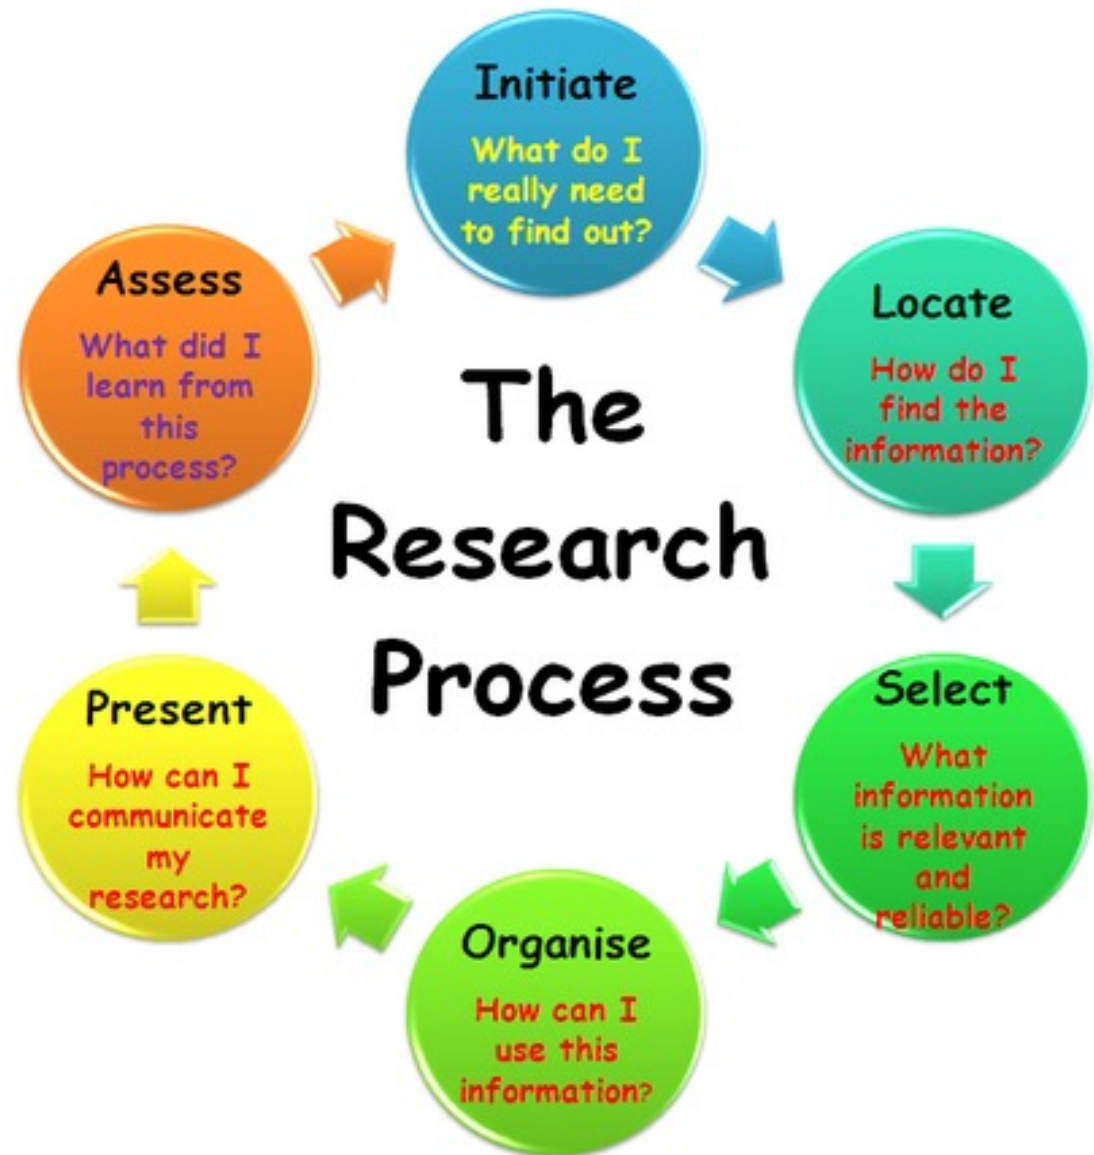 The
Research
Process
Initiate
What do I
really need
to find out?
Locate
How do I
find the
information?
Select
What
information
is relevant
and
reliable?
Organise
How can I
use this
information?
Present
How can I
communicate
my
research?
Assess
What did I
learn from
this
process?